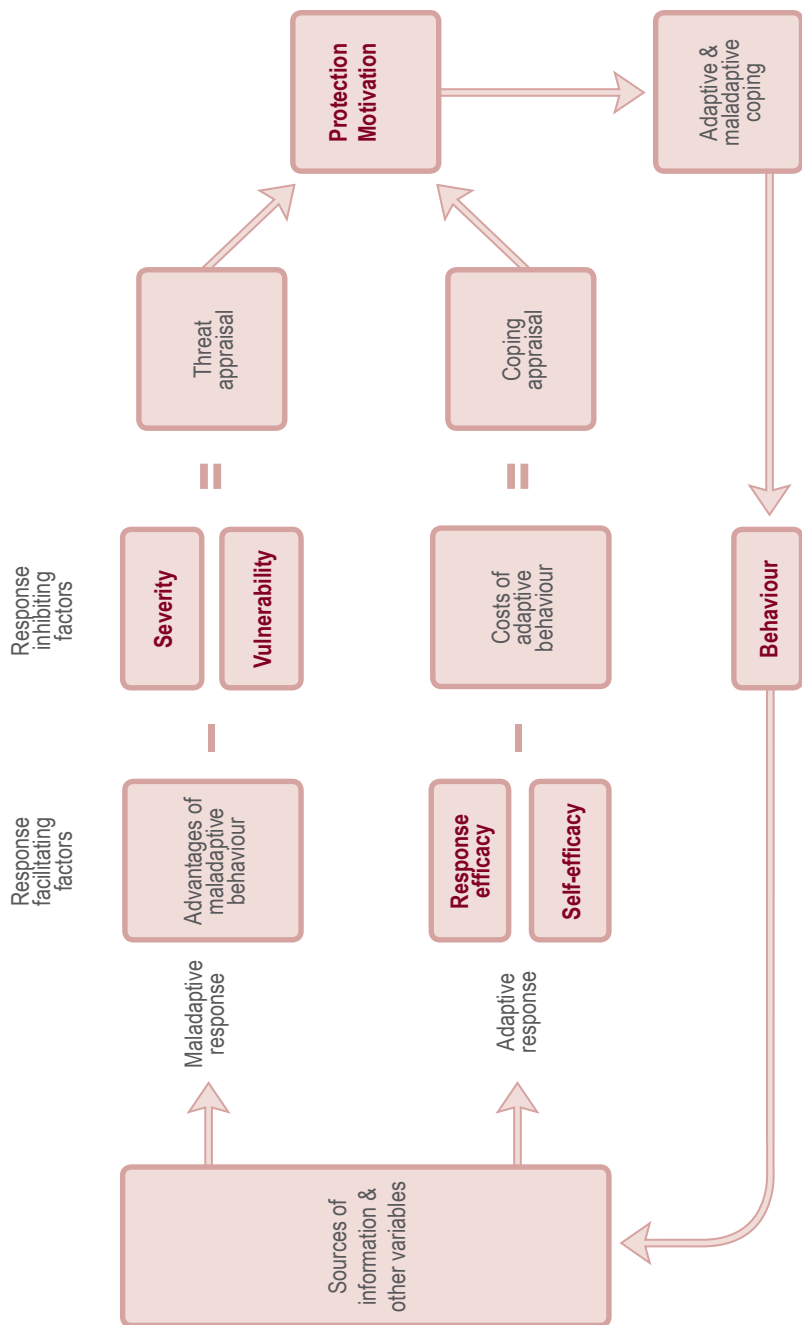 Response
facilitating
factors
Response
inhibiting
factors
Sources of
information &
other variables
Maladaptive
response
Advantages of
maladaptive
behaviour
Severity
Vulnerability
Threat
appraisal
Adaptive
response
Response
efficacy
Self-efficacy
Costs of
adaptive
behaviour
Coping
appraisal
Protection
Motivation
Adaptive &
maladaptive
coping
Behaviour